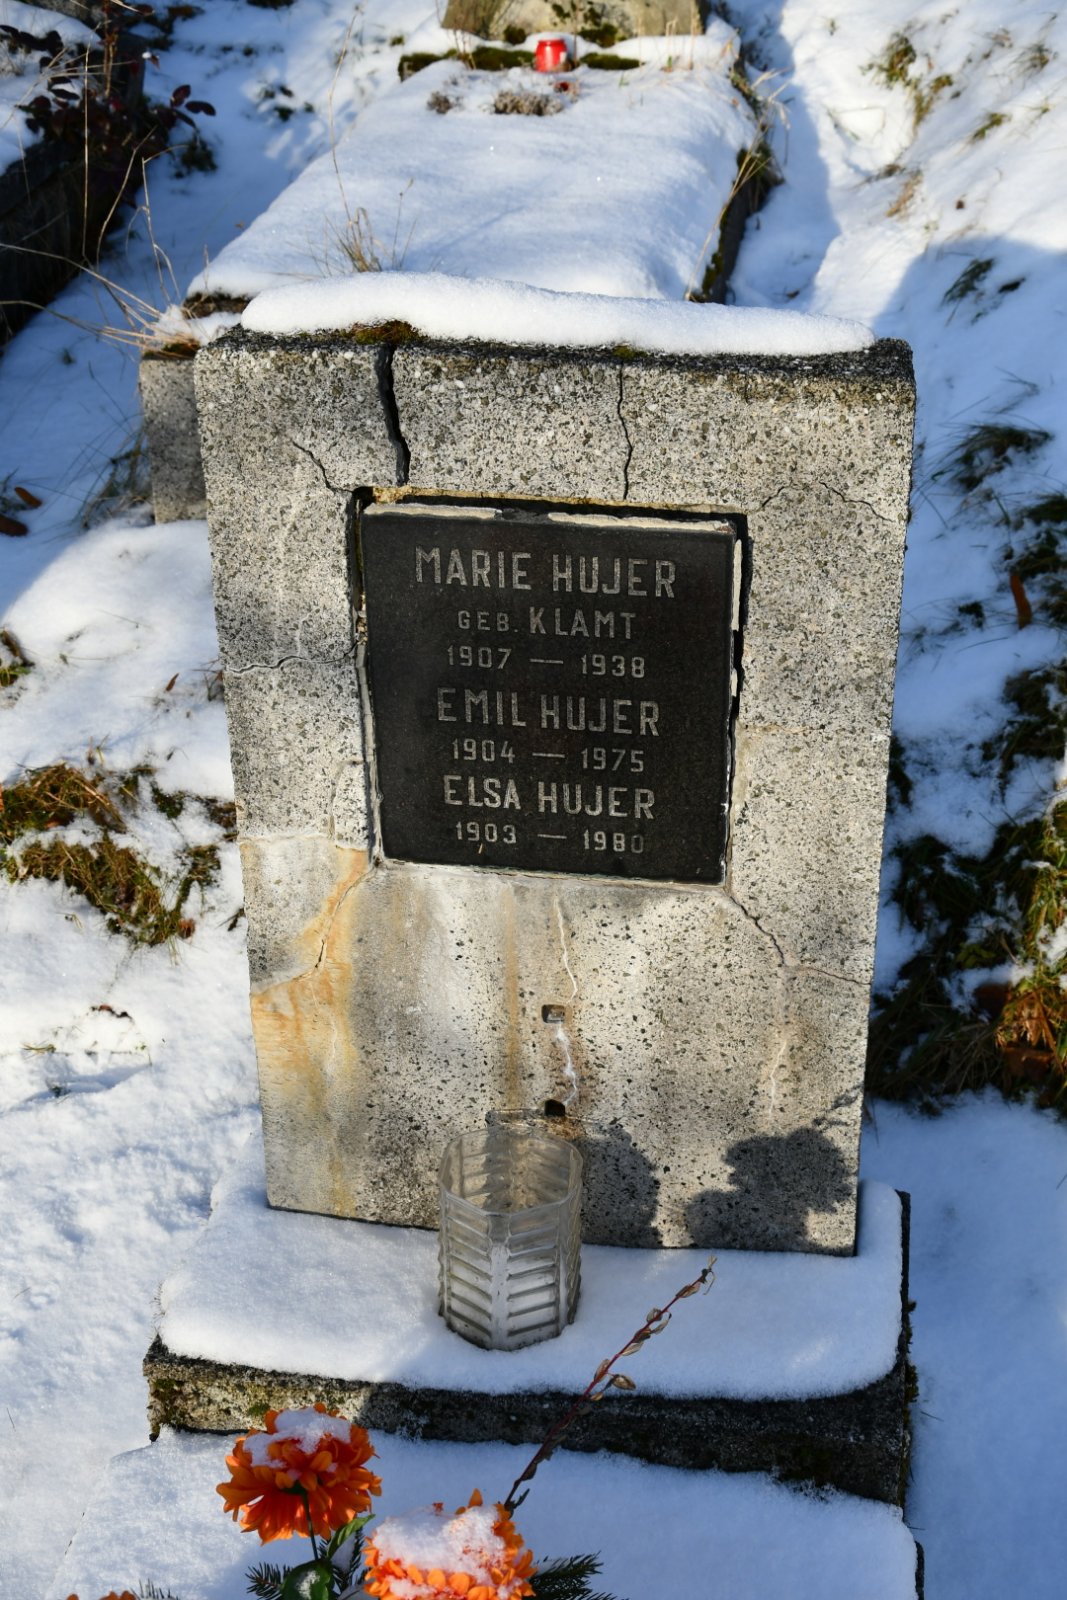 MARIE HUJER
GEB. KLAMT
1907 — 1938
EMIL HUJER
1904 — 1975
ELSA HUJER
1903 — 1980